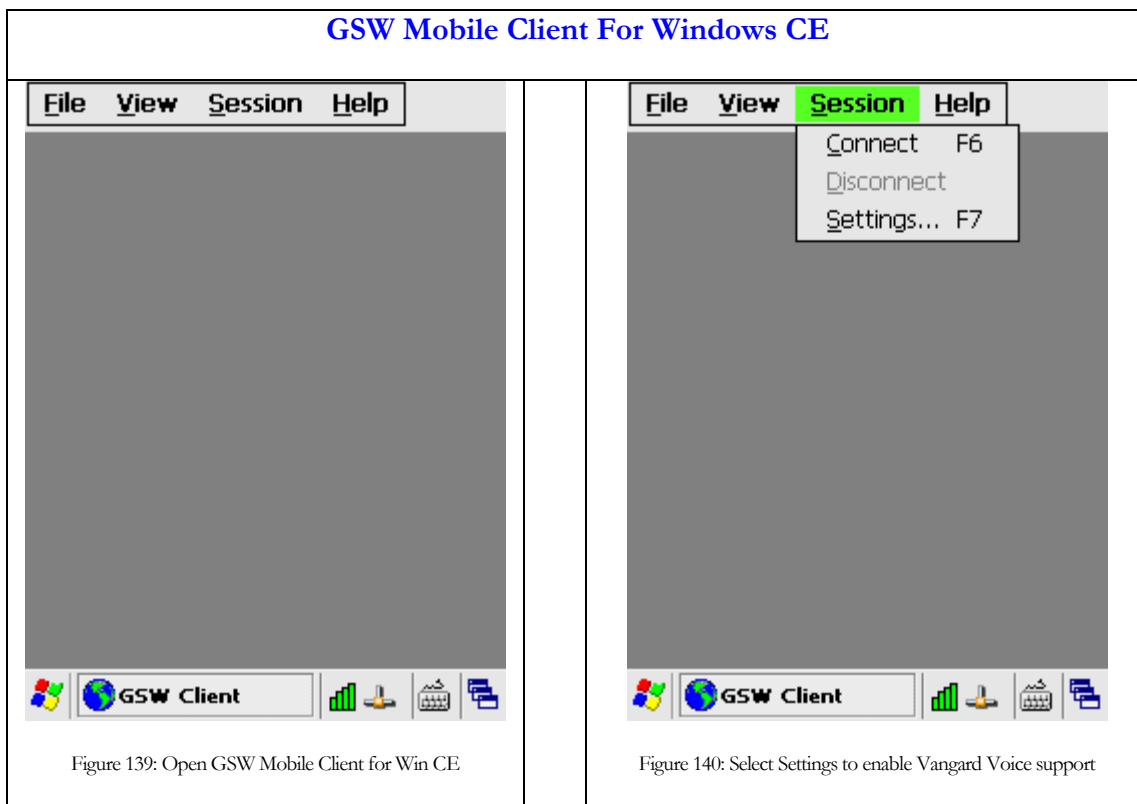 GSW Mobile Client For Windows CE
File View Session Help
GSW Client
Figure 139: Open GSW Mobile Client for Win CE
File View Session Help
Connect F6
Disconnect
Settings... F7
GSW Client
Figure 140: Select Settings to enable Vangard Voice support